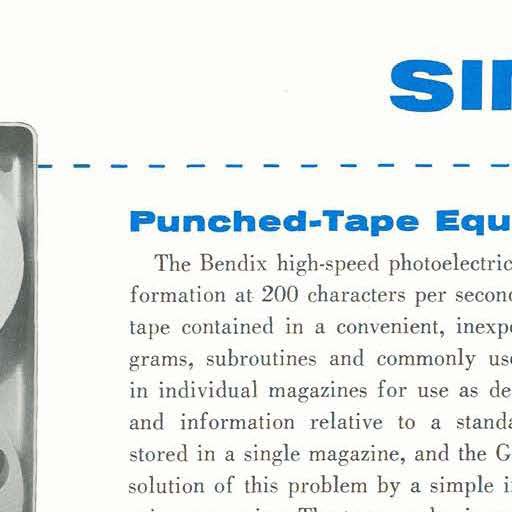 SI
Punched-Tape Equ
The Bendix high-speed photoelectric
formation at 200 characters per secon
tape contained in a convenient, inexp
grams, subroutines and commonly us
in individual magazines for use as de
and information relative to a stand
stored in a single magazine, and the G
solution of this problem by a simple i